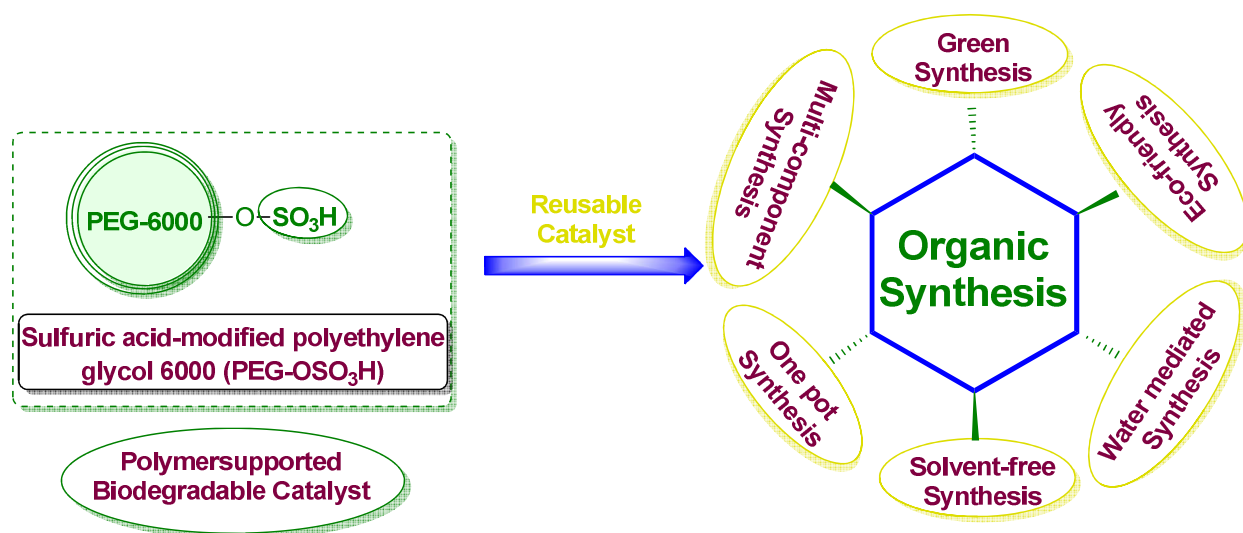 PEG-6000
O
SO₃H
Sulfuric acid-modified polyethylene
glycol 6000 (PEG-OSO₃H)
Polymersupported
Biodegradable Catalyst
Reusable
Catalyst
Organic
Synthesis
Green
Synthesis
Eco-friendly
Synthesis
Water mediated
Synthesis
Solvent-free
Synthesis
One pot
Synthesis
Multi-component
Synthesis